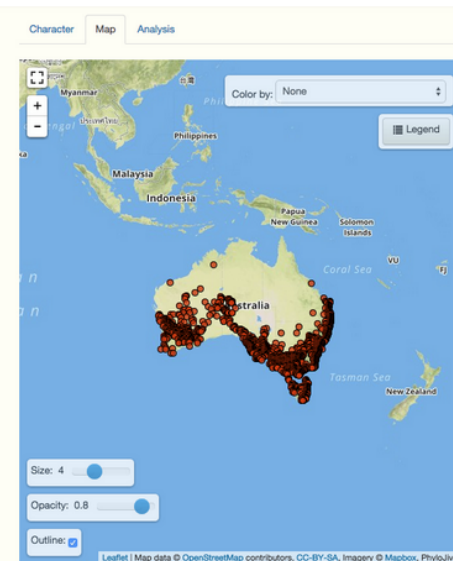 Character Map Analysis
Color by: None
Legend
+
−
Myanmar
Philippines
Malaysia
Indonesia
Papua
New Guinea
Solomon
Islands
VU
FJ
Coral Sea
stralia
Tasman Sea
New Zealand
Size: 4
Opacity: 0.8
Outline:
Leaflet | Map data © OpenStreetMap contributors, CC-BY-SA, Imagery © Mapbox, PhyloJiv